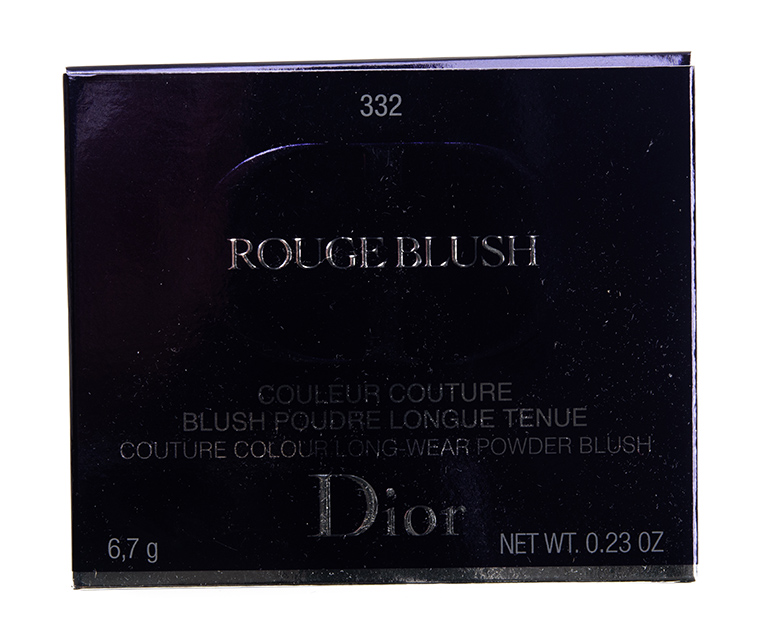 332
ROUGE BLUSH
COULEUR COUTURE
BLUSH POUDRE LONGUE TENUE
COUTURE COLOUR LONG-WEAR POWDER BLUSH
Dior
6,7 g NET WT. 0.23 OZ